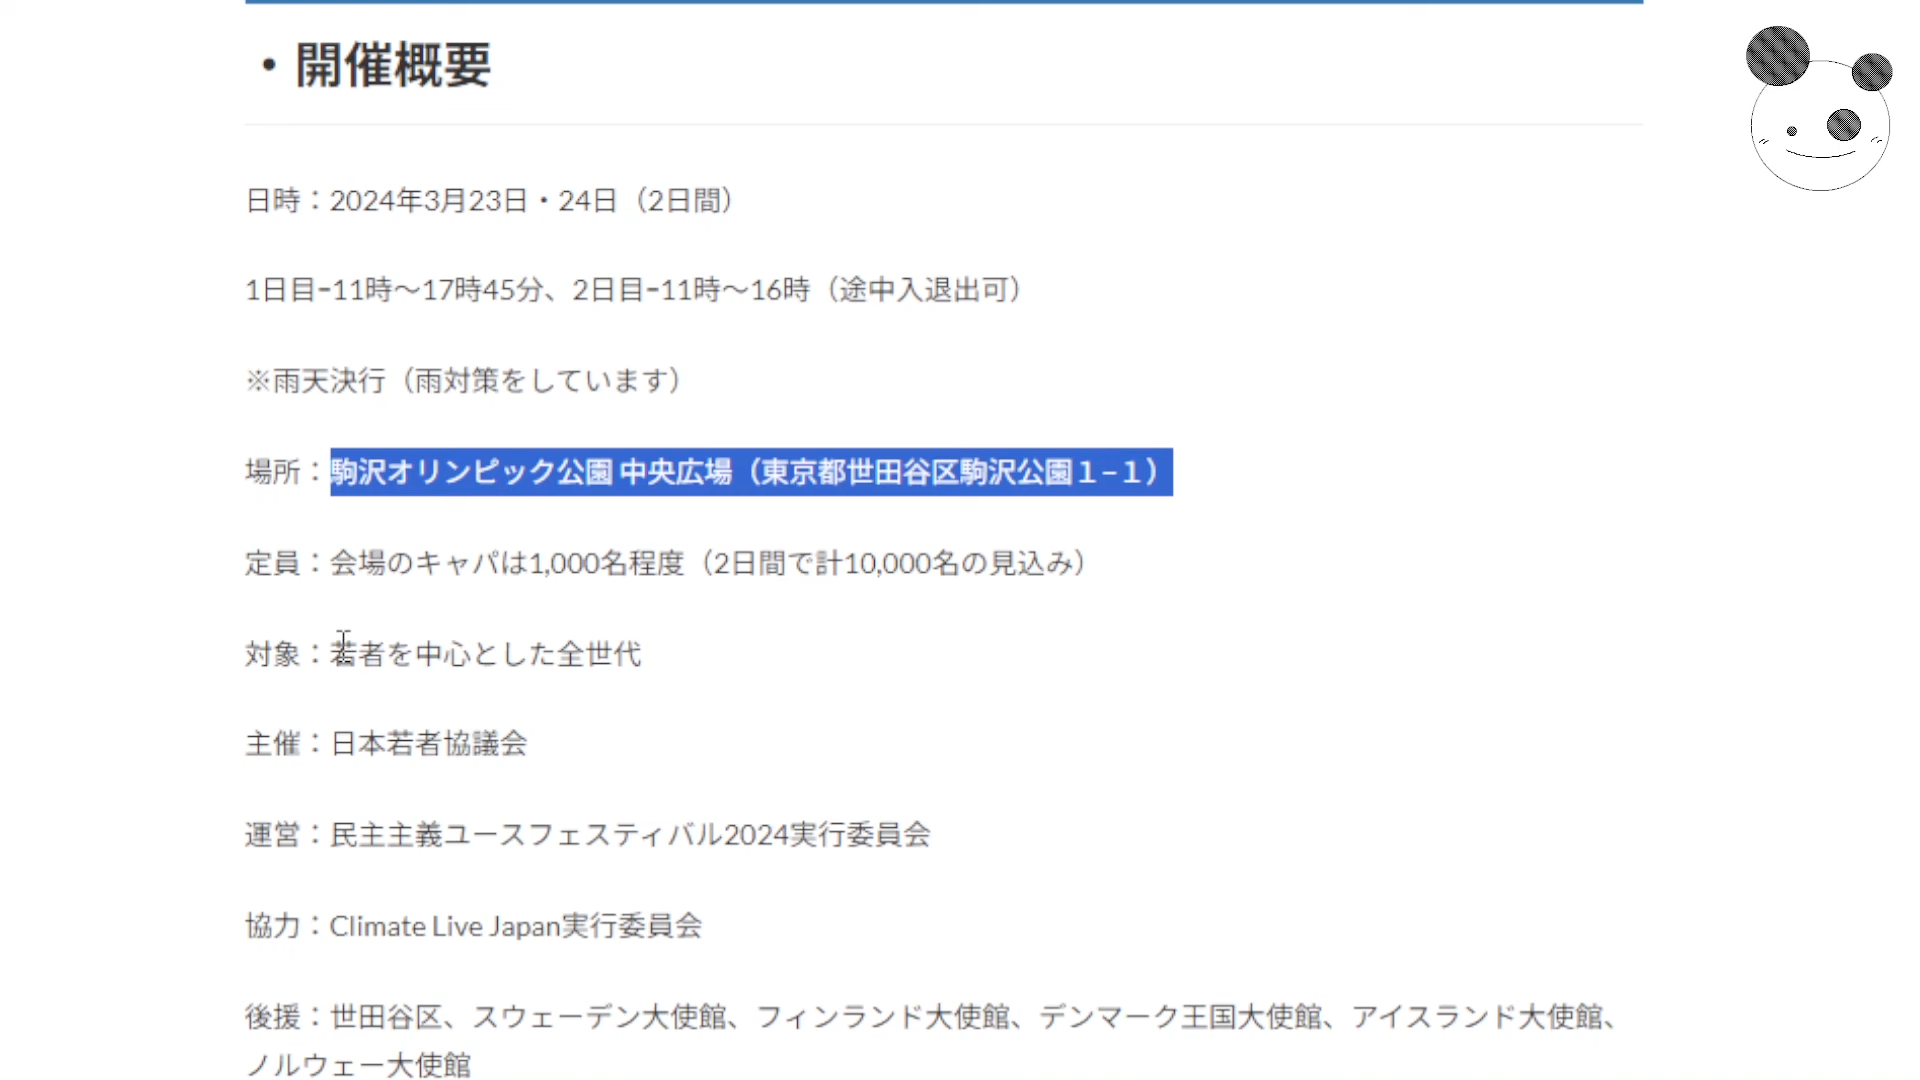 ・開催概要
日時：2024年3月23日・24日（2日間）
1日目−11時〜17時45分、2日目−11時〜16時（途中入退出可）
※雨天決行（雨対策をしています）
場所：駒沢オリンピック公園 中央広場（東京都世田谷区駒沢公園１−１）
定員：会場のキャパは1,000名程度（2日間で計10,000名の見込み）
対象：若者を中心とした全世代
主催：日本若者協議会
運営：民主主義ユースフェスティバル2024実行委員会
協力：Climate Live Japan実行委員会
後援：世田谷区、スウェーデン大使館、フィンランド大使館、デンマーク王国大使館、アイスランド大使館、
ノルウェー大使館